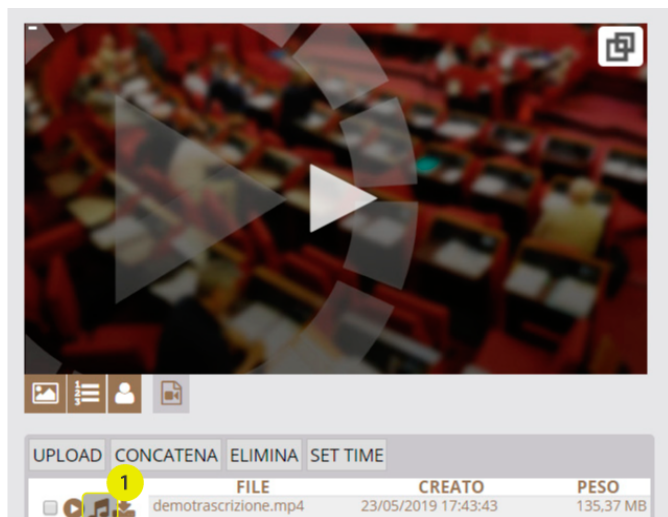 UPLOAD CONCATENA ELIMINA SET TIME
1
FILE CREATO PESO
demotrascrizione.mp4 23/05/2019 17:43:43 135,37 MB